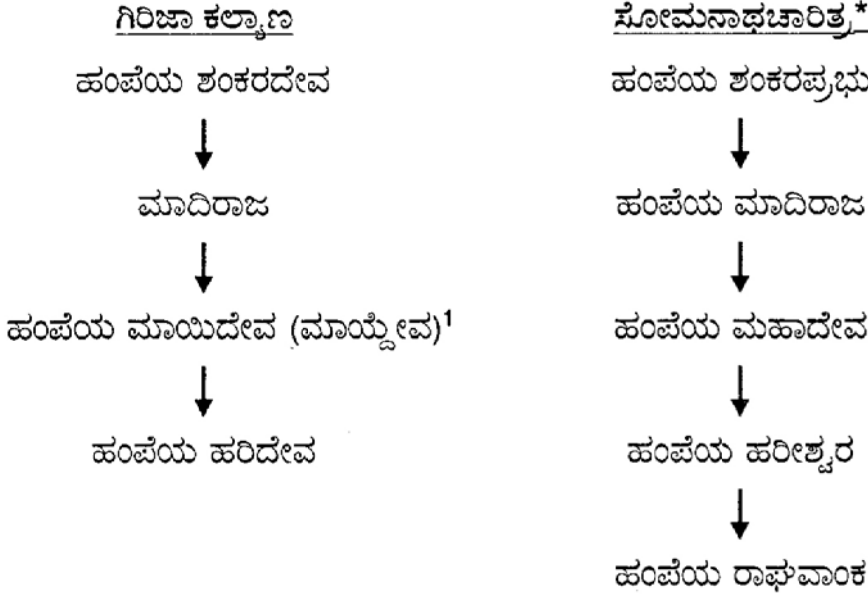 ಗಿರಿಜಾ ಕಲ್ಯಾಣ
ಹಂಪೆಯ ಶಂಕರದೇವ
ಮಾದಿರಾಜ
ಹಂಪೆಯ ಮಾಯಿದೇವ (ಮಾಯ್ದೇವ)¹
ಹಂಪೆಯ ಹರಿದೇವ
ಸೋಮನಾಥಚಾರಿತ್ರ*
ಹಂಪೆಯ ಶಂಕರಪ್ರಭು
ಹಂಪೆಯ ಮಾದಿರಾಜ
ಹಂಪೆಯ ಮಹಾದೇವ
ಹಂಪೆಯ ಹರೀಶ್ವರ
ಹಂಪೆಯ ರಾಘವಾಂಕ